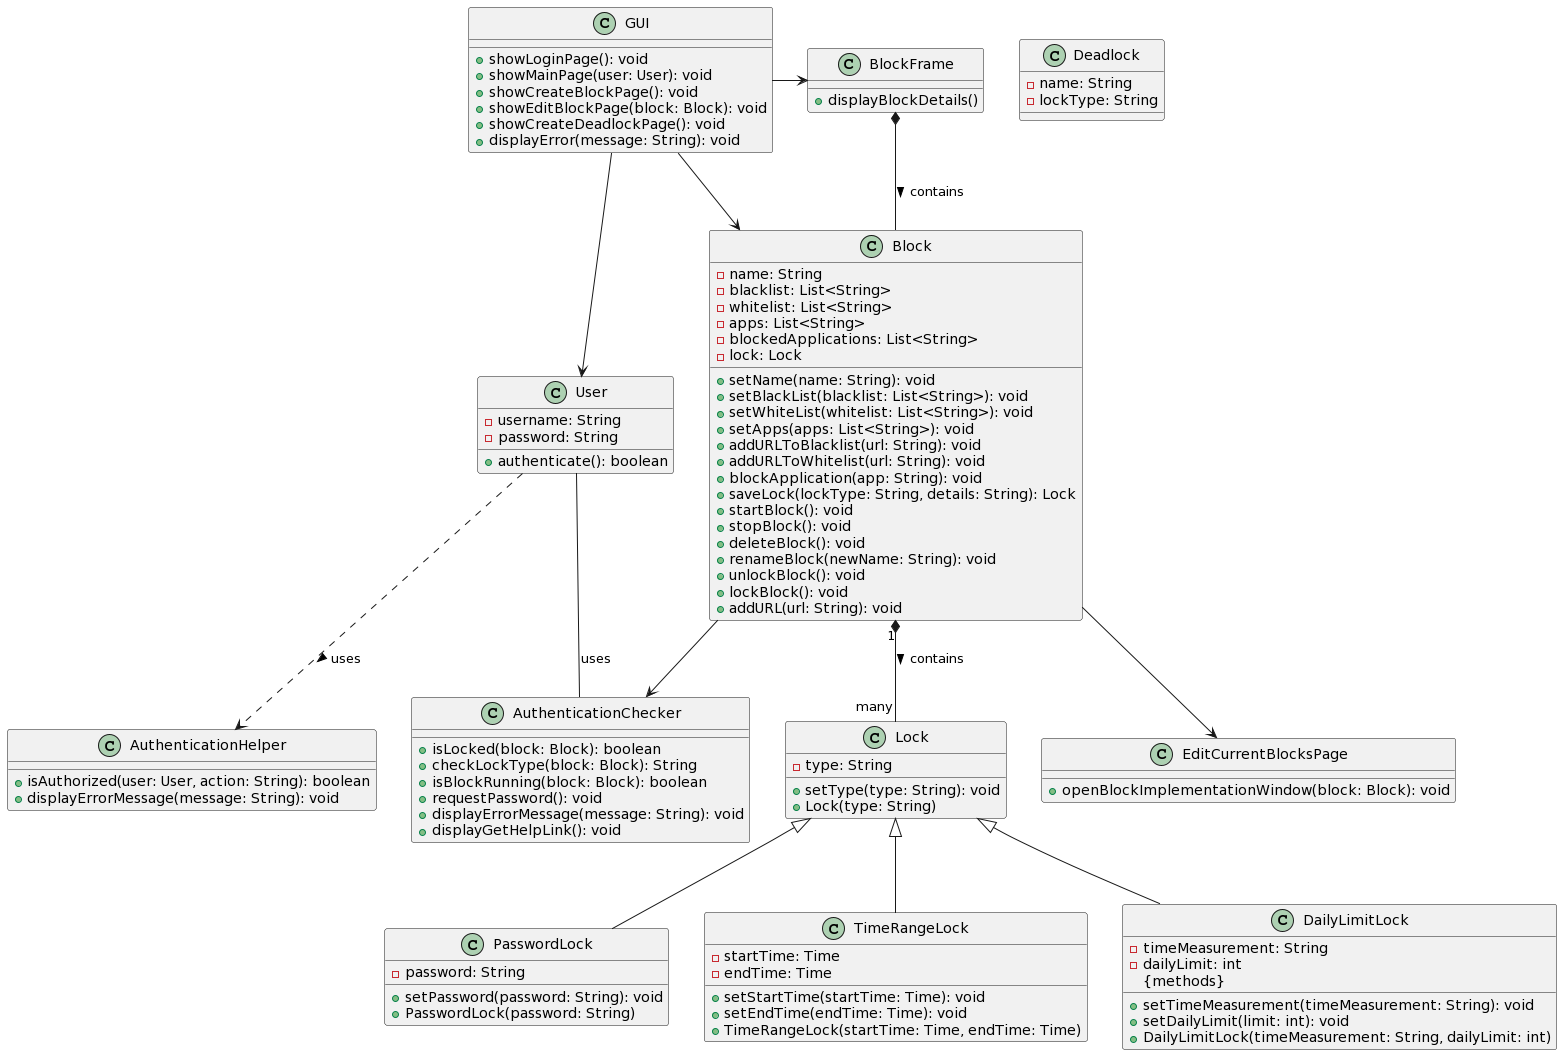 C GUI
showLoginPage(): void
showMainPage(user: User): void
showCreateBlockPage(): void
showEditBlockPage(block: Block): void
showCreateDeadlockPage(): void
displayError(message: String): void
C BlockFrame
displayBlockDetails()
C Deadlock
name: String
lockType: String
contains
C Block
name: String
blacklist: List<String>
whitelist: List<String>
apps: List<String>
blockedApplications: List<String>
lock: Lock
setName(name: String): void
setBlackList(blacklist: List<String>): void
setWhiteList(whitelist: List<String>): void
setApps(apps: List<String>): void
addURLToBlacklist(url: String): void
addURLToWhitelist(url: String): void
blockApplication(app: String): void
saveLock(lockType: String, details: String): Lock
startBlock(): void
stopBlock(): void
deleteBlock(): void
renameBlock(newName: String): void
unlockBlock(): void
lockBlock(): void
addURL(url: String): void
C User
username: String
password: String
authenticate(): boolean
uses
uses
1
contains
many
C AuthenticationHelper
isAuthorized(user: User, action: String): boolean
displayErrorMessage(message: String): void
C AuthenticationChecker
isLocked(block: Block): boolean
checkLockType(block: Block): String
isBlockRunning(block: Block): boolean
requestPassword(): void
displayErrorMessage(message: String): void
displayGetHelpLink(): void
C Lock
type: String
setType(type: String): void
Lock(type: String)
C EditCurrentBlocksPage
openBlockImplementationWindow(block: Block): void
C PasswordLock
password: String
setPassword(password: String): void
PasswordLock(password: String)
C TimeRangeLock
startTime: Time
endTime: Time
setStartTime(startTime: Time): void
setEndTime(endTime: Time): void
TimeRangeLock(startTime: Time, endTime: Time)
C DailyLimitLock
timeMeasurement: String
dailyLimit: int
{methods}
setTimeMeasurement(timeMeasurement: String): void
setDailyLimit(limit: int): void
DailyLimitLock(timeMeasurement: String, dailyLimit: int)